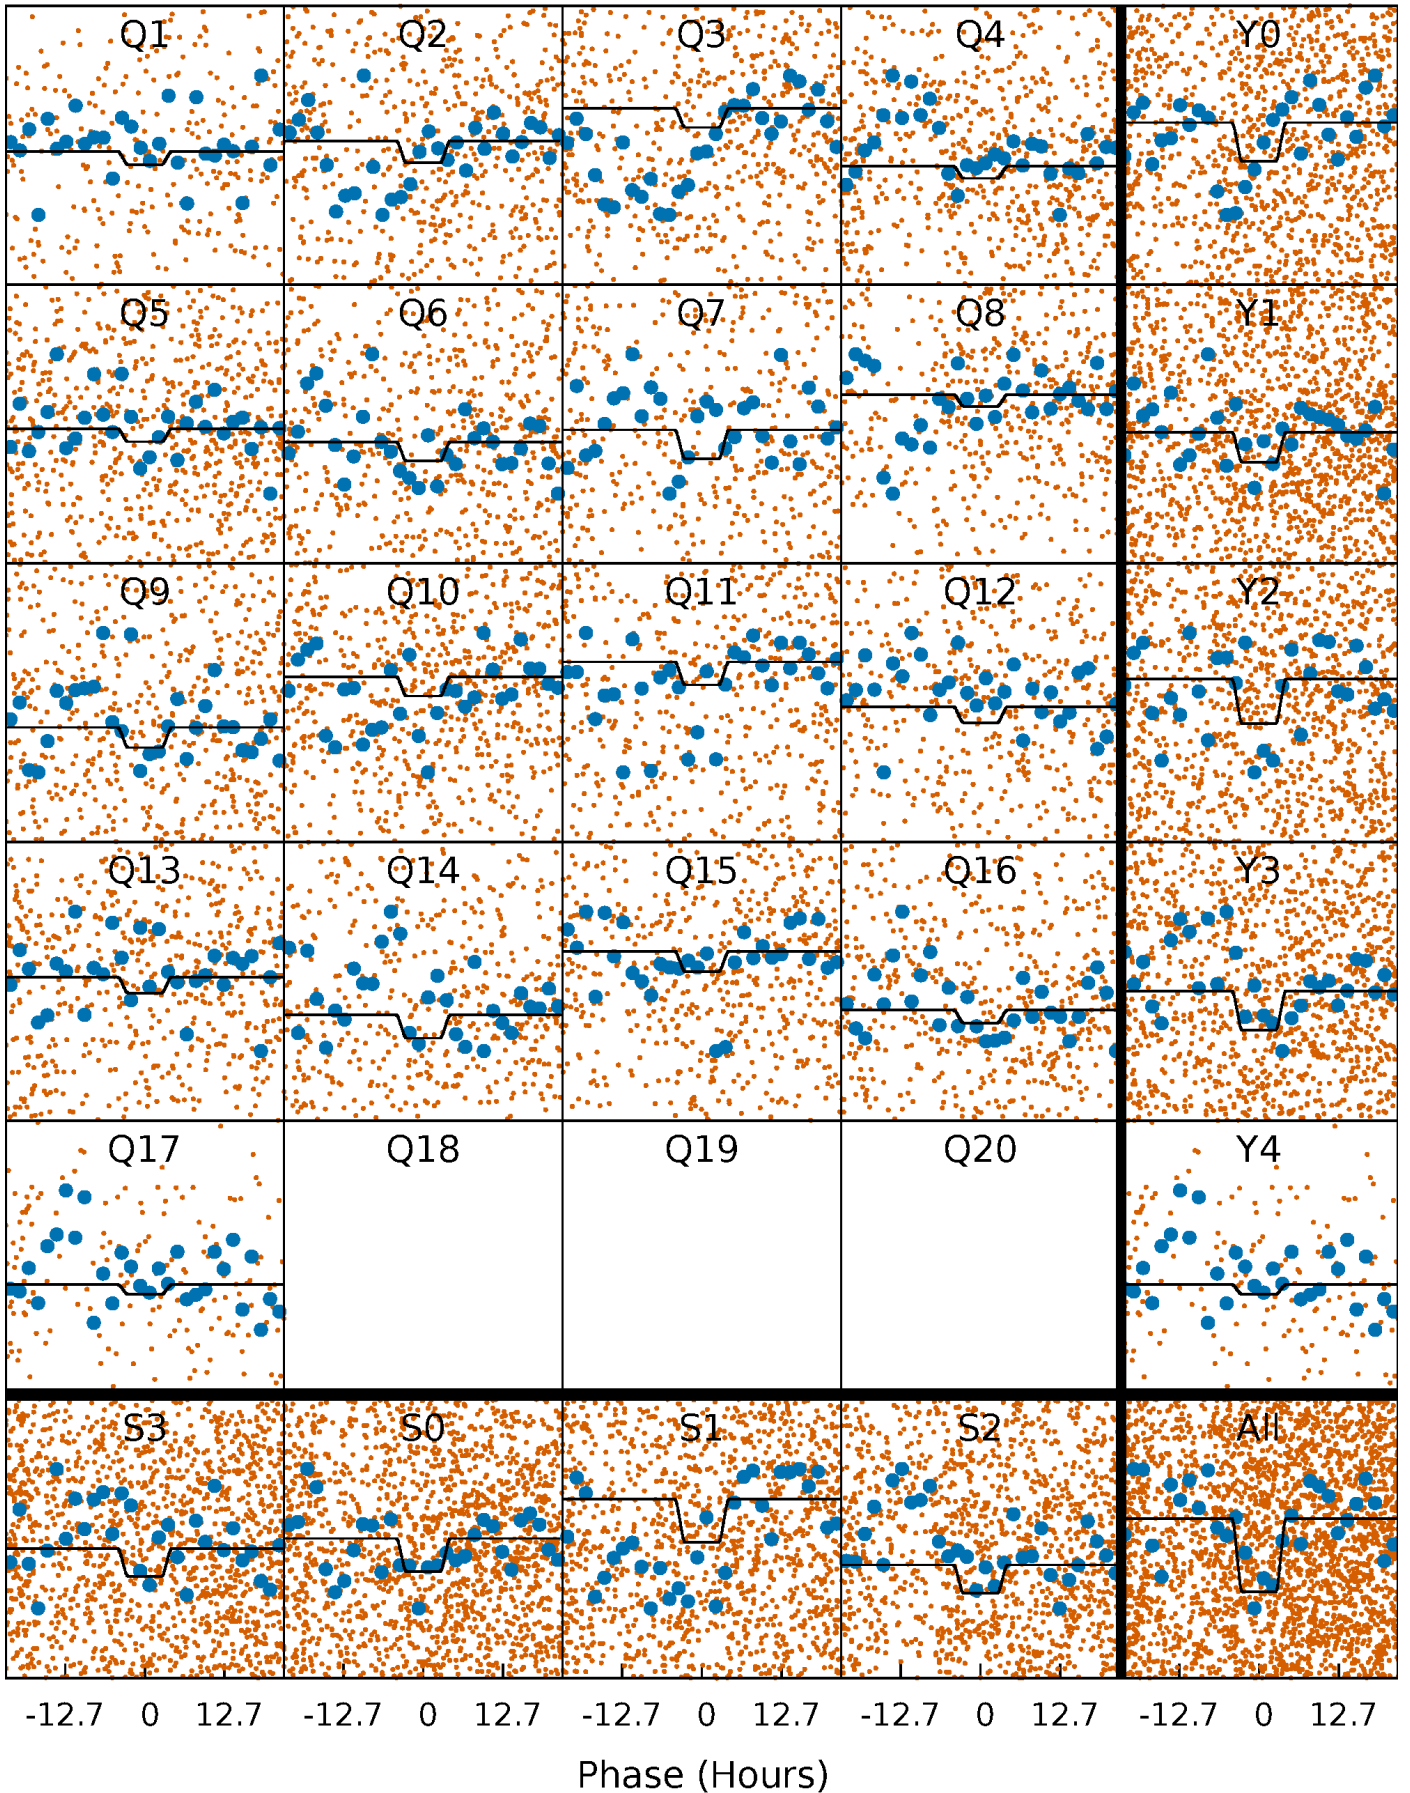 Q1 Q2 Q3 Q4 Y0
Q5 Q6 Q7 Q8 Y1
Q9 Q10 Q11 Q12 Y2
Q13 Q14 Q15 Q16 Y3
Q17 Q18 Q19 Q20 Y4
S3 S0 S1 S2 All
-12.7 0 12.7 -12.7 0 12.7 -12.7 0 12.7 -12.7 0 12.7 -12.7 0 12.7
Phase (Hours)